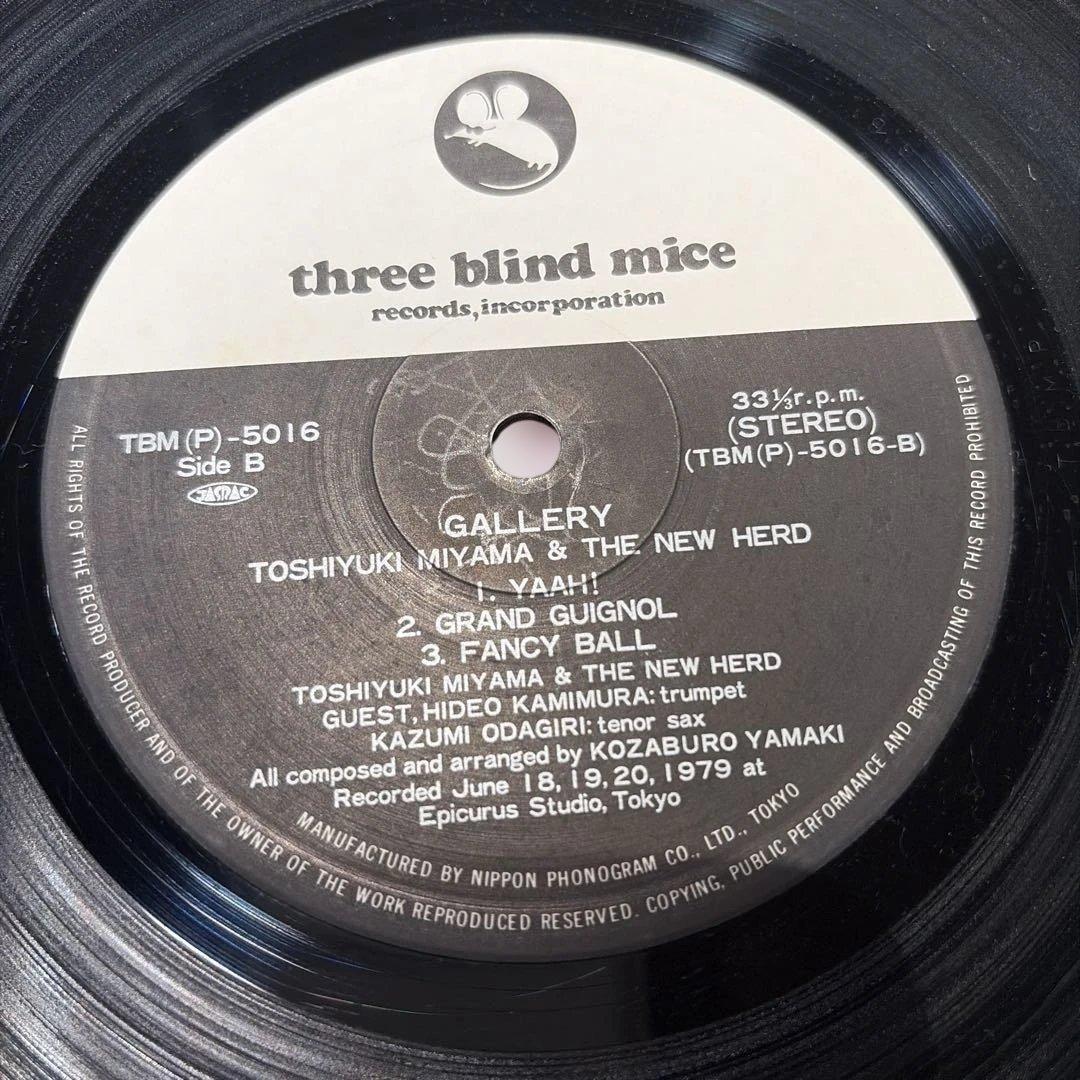 three blind mice
records, incorporation
TBM(P)-5016
Side B
JASRAC
33⅓r.p.m.
(STEREO)
(TBM(P)-5016-B)
GALLERY
TOSHIYUKI MIYAMA & THE NEW HERD
1. YAAH!
2. GRAND GUIGNOL
3. FANCY BALL
TOSHIYUKI MIYAMA & THE NEW HERD
GUEST, HIDEO KAMIMURA: trumpet
KAZUMI ODAGIRI: tenor sax
All composed and arranged by KOZABURO YAMAKI
Recorded June 18, 19, 20, 1979 at
Epicurus Studio, Tokyo
MANUFACTURED BY NIPPON PHONOGRAM CO., LTD., TOKYO
ALL RIGHTS OF THE RECORD PRODUCER AND OF THE OWNER OF THE WORK REPRODUCED RESERVED. COPYING, PUBLIC PERFORMANCE AND BROADCASTING OF THIS RECORD PROHIBITED